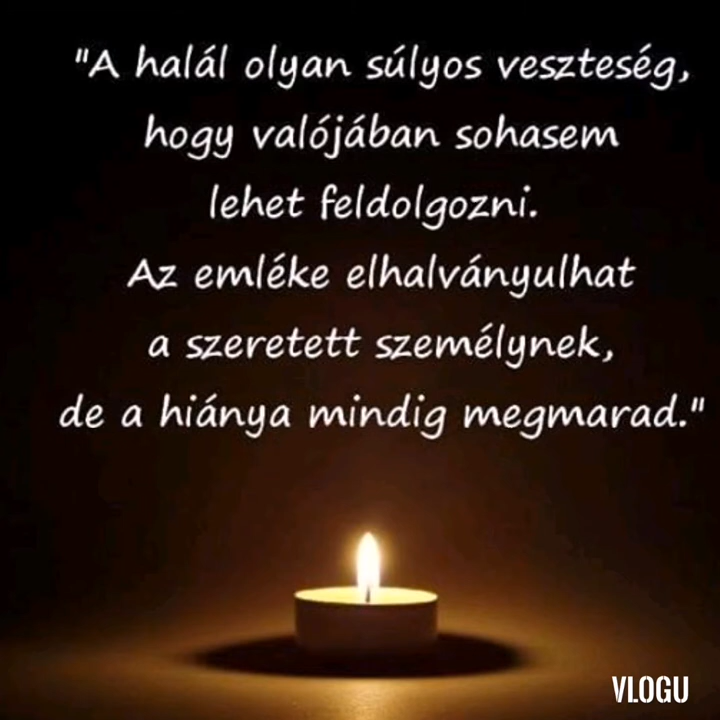 "A halál olyan súlyos veszteség,
hogy valójában sohasem
lehet feldolgozni.
Az emléke elhalványulhat
a szeretett személynek,
de a hiánya mindig megmarad."
VLOGU